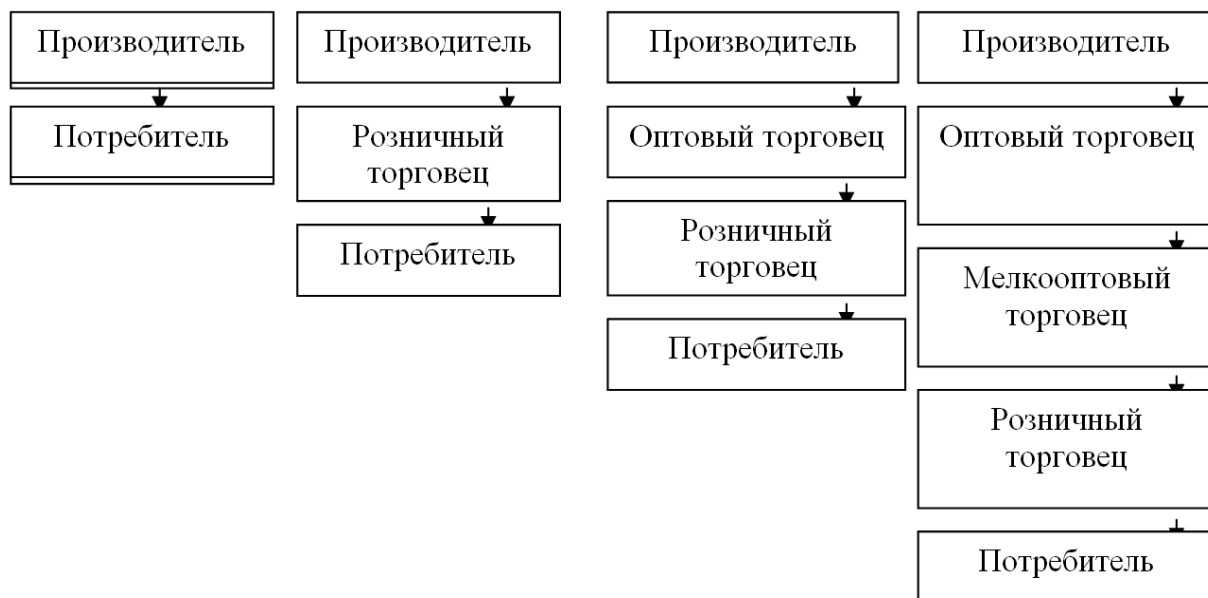 Производитель
Потребитель
Производитель
Розничный
торговец
Потребитель
Производитель
Оптовый торговец
Розничный
торговец
Потребитель
Производитель
Оптовый торговец
Мелкооптовый
торговец
Розничный
торговец
Потребитель